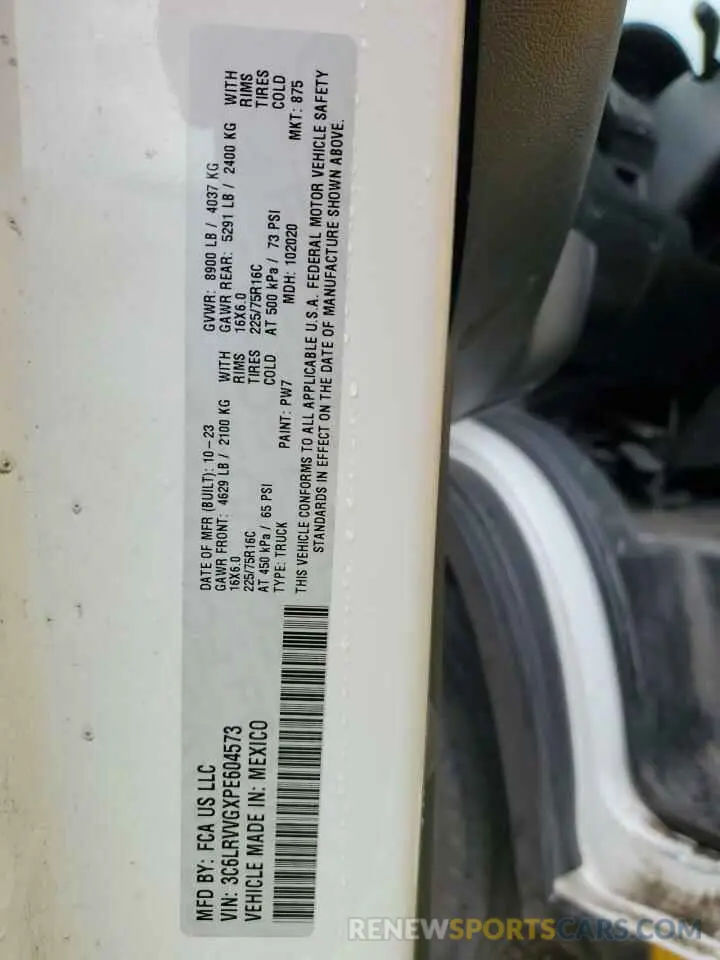 MFD BY: FCA US LLC
VIN: 3C6LRVVGXPE604573
VEHICLE MADE IN: MEXICO
DATE OF MFR (BUILT): 10-23
GVWR: 8900 LB / 4037 KG
GAWR FRONT: 4629 LB / 2100 KG WITH
16X6.0 RIMS
225/75R16C TIRES
AT 450 kPa / 65 PSI COLD
GAWR REAR: 5291 LB / 2400 KG WITH
16X6.0 RIMS
225/75R16C TIRES
AT 500 kPa / 73 PSI COLD
TYPE: TRUCK PAINT: PW7 MDH: 102020 MKT: 875
THIS VEHICLE CONFORMS TO ALL APPLICABLE U.S.A. FEDERAL MOTOR VEHICLE SAFETY
STANDARDS IN EFFECT ON THE DATE OF MANUFACTURE SHOWN ABOVE.
RENEWSPORTSCARS.COM